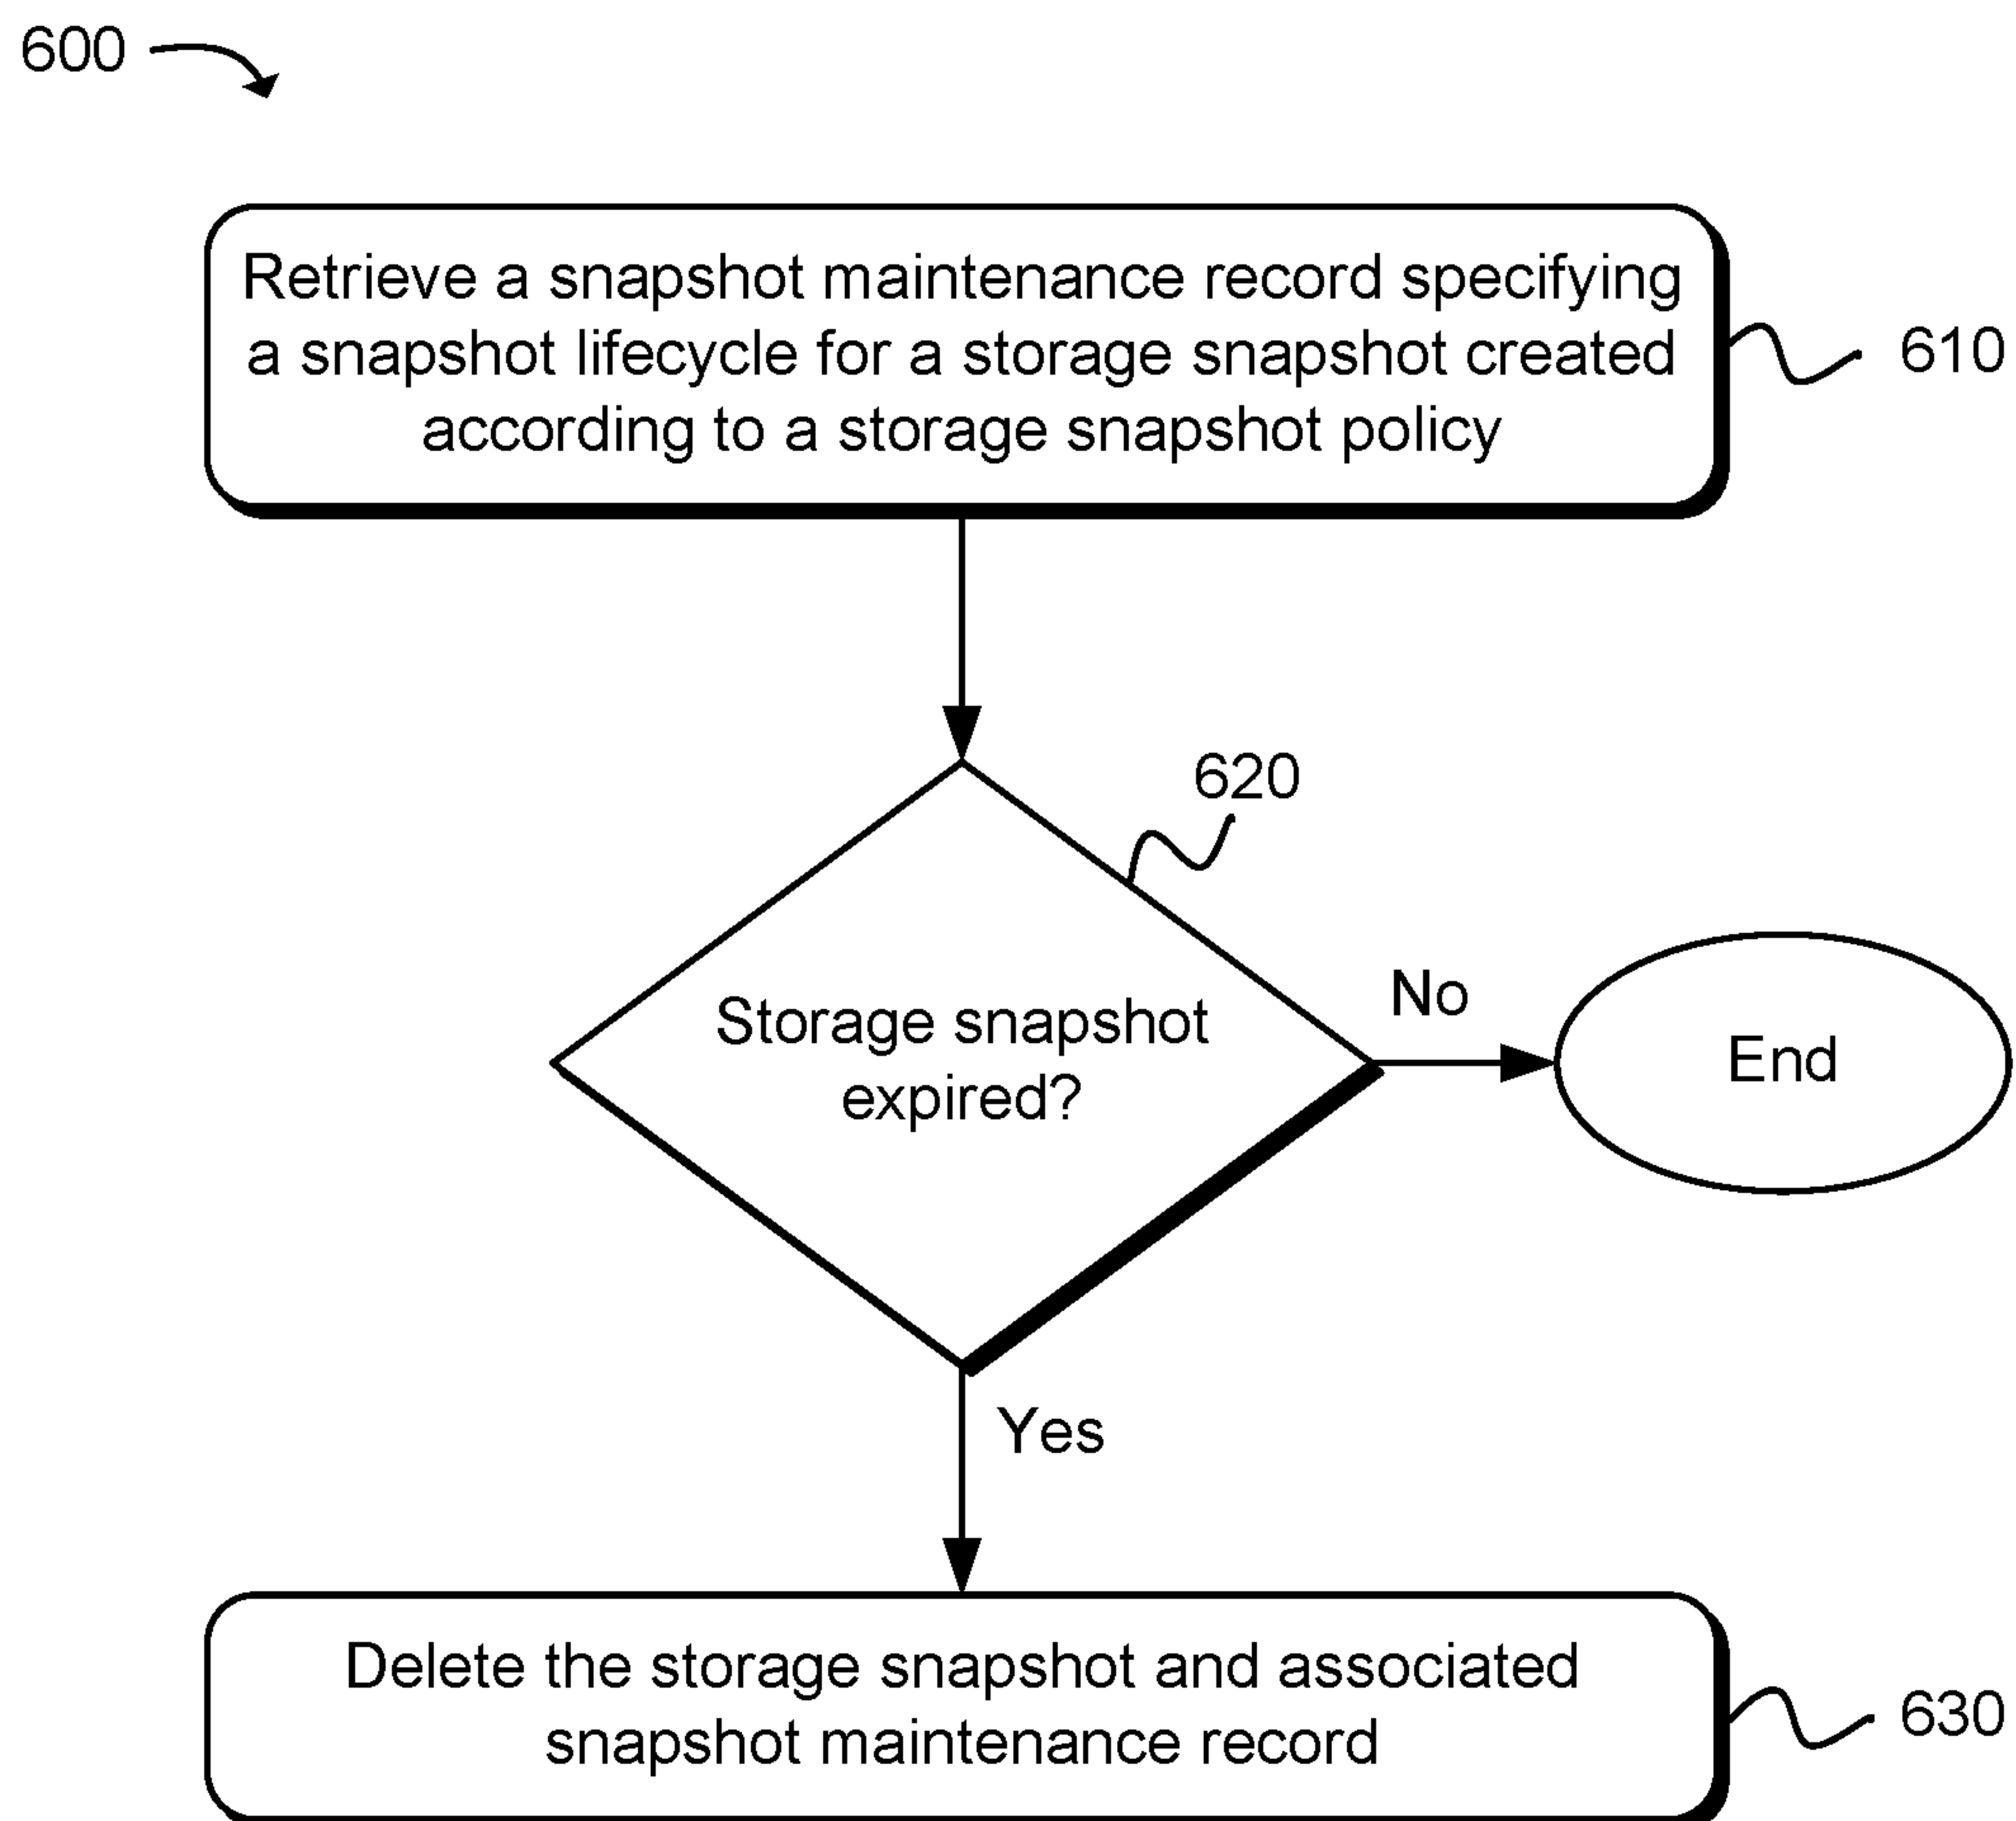 600
Retrieve a snapshot maintenance record specifying
a snapshot lifecycle for a storage snapshot created
according to a storage snapshot policy
610
620
Storage snapshot
expired?
No
End
Yes
Delete the storage snapshot and associated
snapshot maintenance record
630